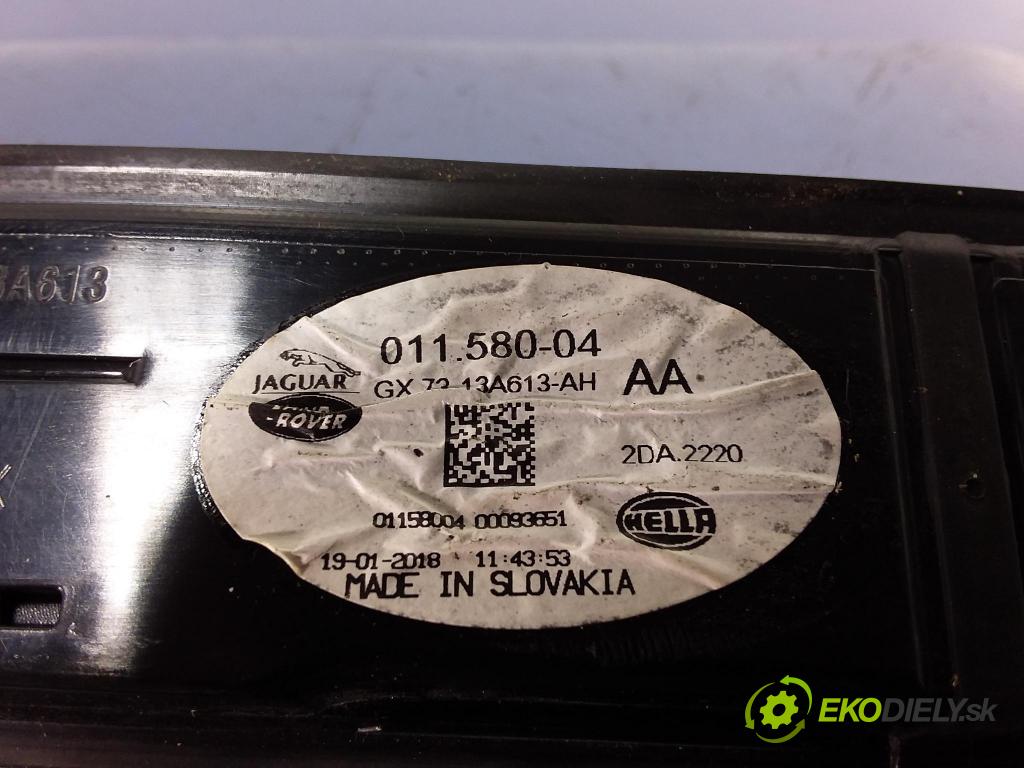 3A613
011.580-04
JAGUAR
GX 73-13A613-AH AA
-ROVER
2DA.2220
HELLA
01158004 00093651
19-01-2018 11:43:53
MADE IN SLOVAKIA
EKODIELY.sk